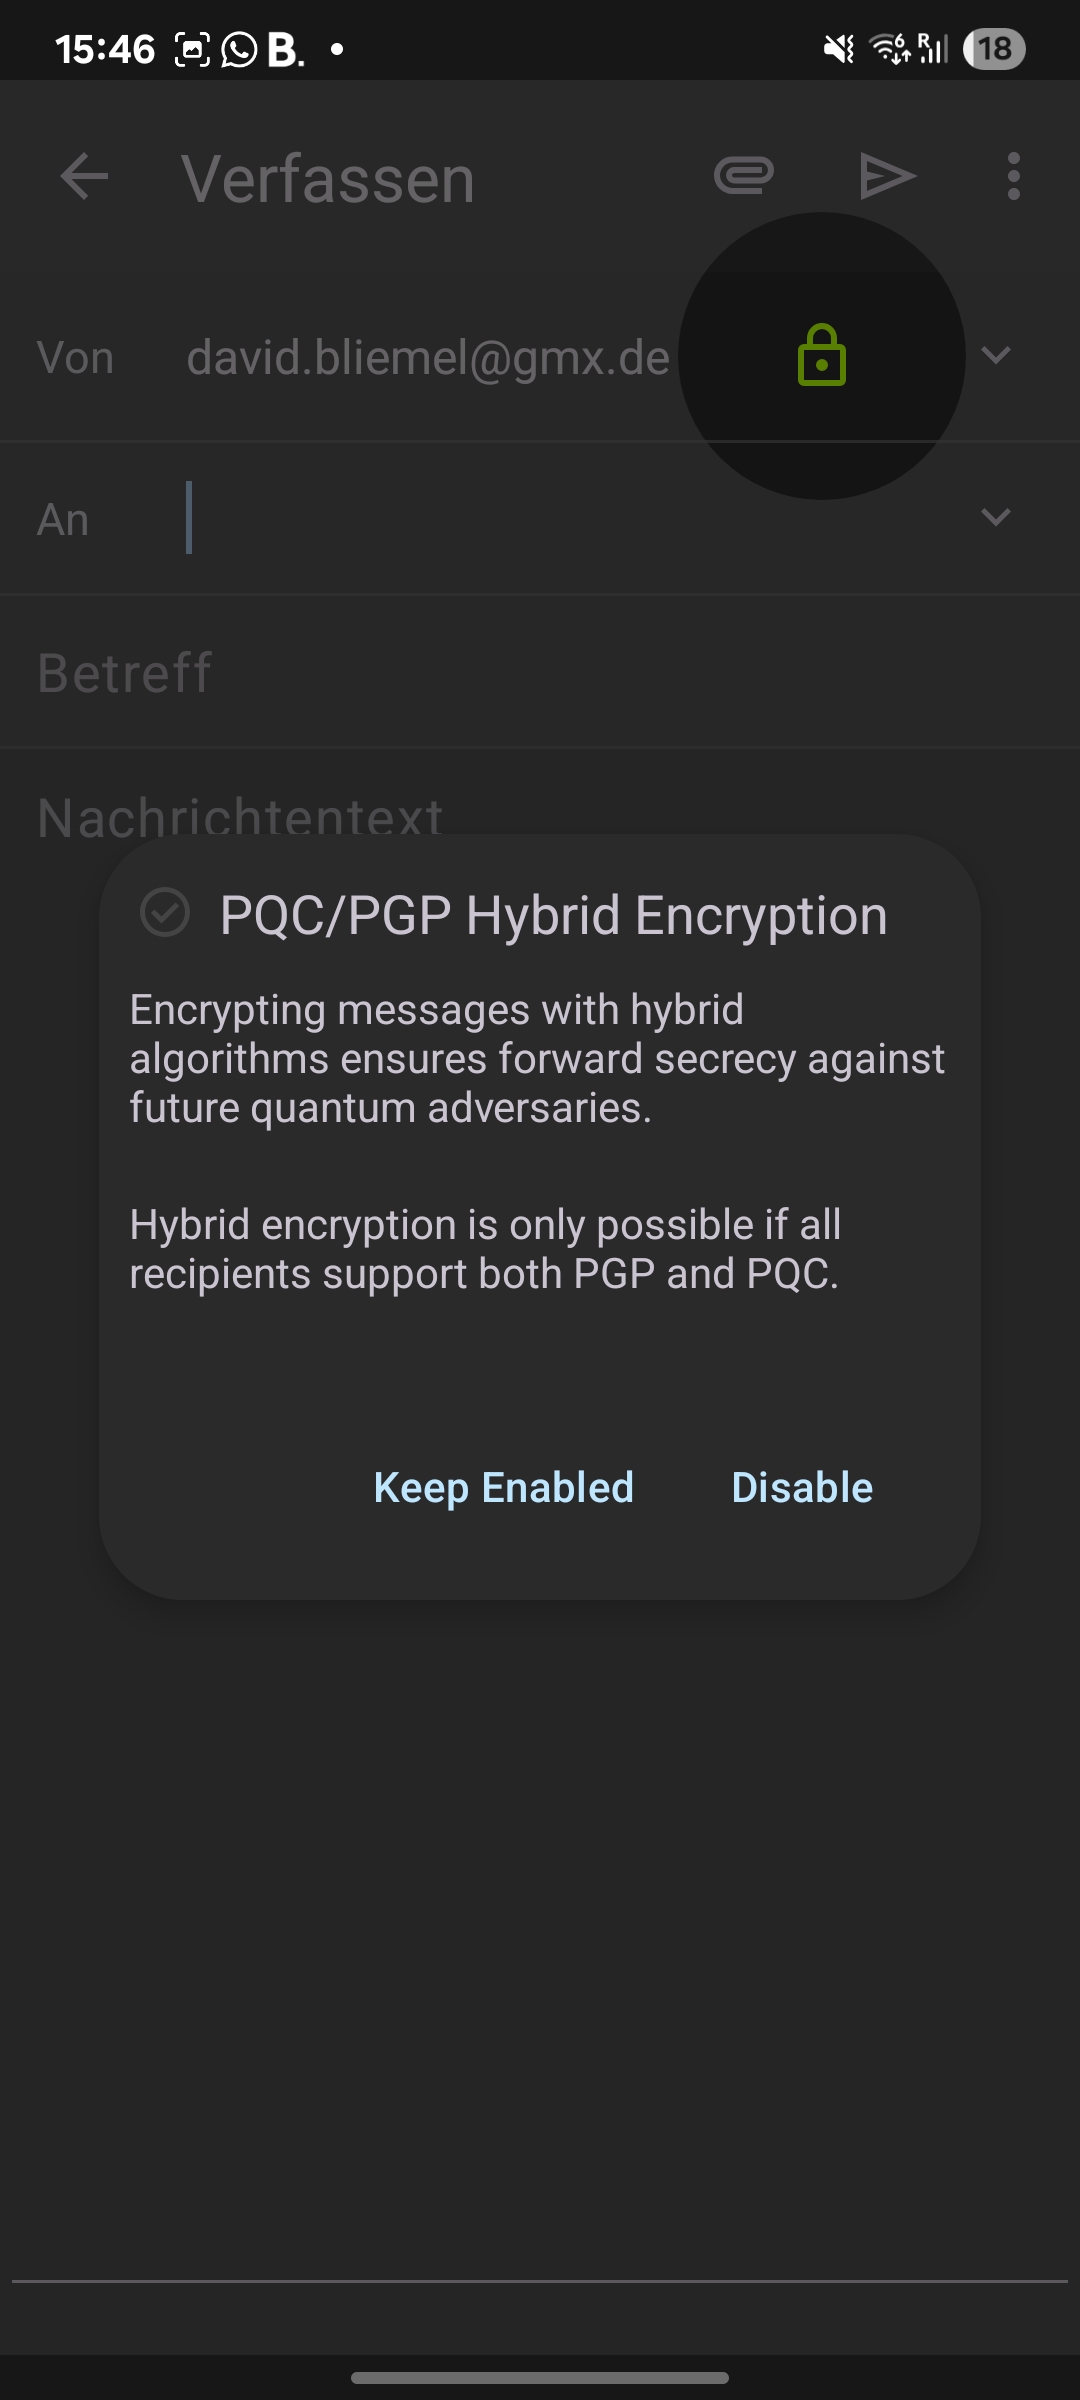 15:46 B.
6 R 18
Verfassen
Von david.bliemel@gmx.de
An
Betreff
Nachrichtentext
PQC/PGP Hybrid Encryption
Encrypting messages with hybrid
algorithms ensures forward secrecy against
future quantum adversaries.
Hybrid encryption is only possible if all
recipients support both PGP and PQC.
Keep Enabled Disable